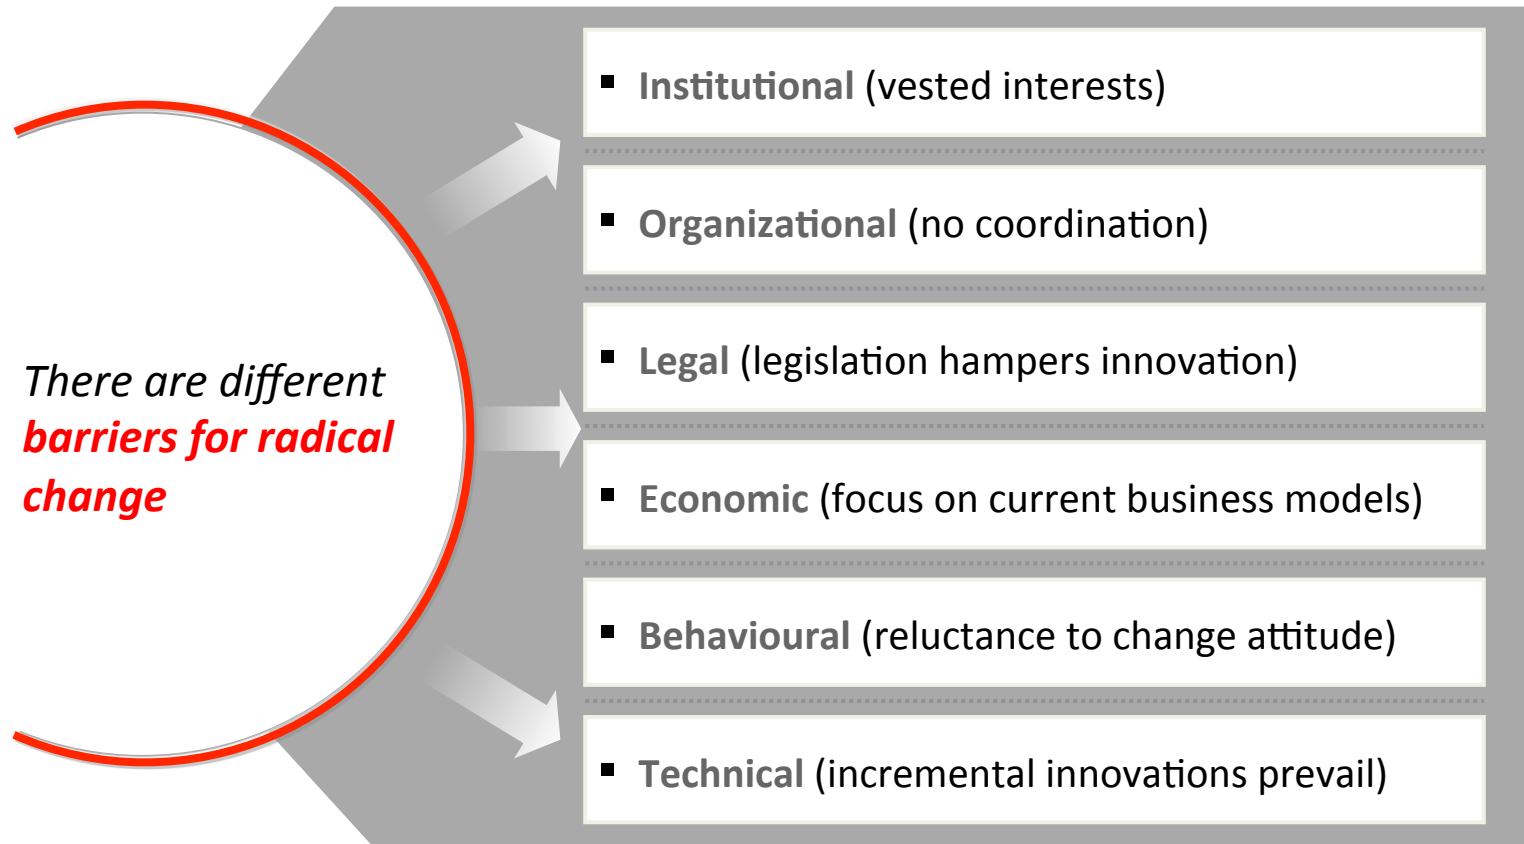 There are different
barriers for radical
change
▪ Institutional (vested interests)
▪ Organizational (no coordination)
▪ Legal (legislation hampers innovation)
▪ Economic (focus on current business models)
▪ Behavioural (reluctance to change attitude)
▪ Technical (incremental innovations prevail)